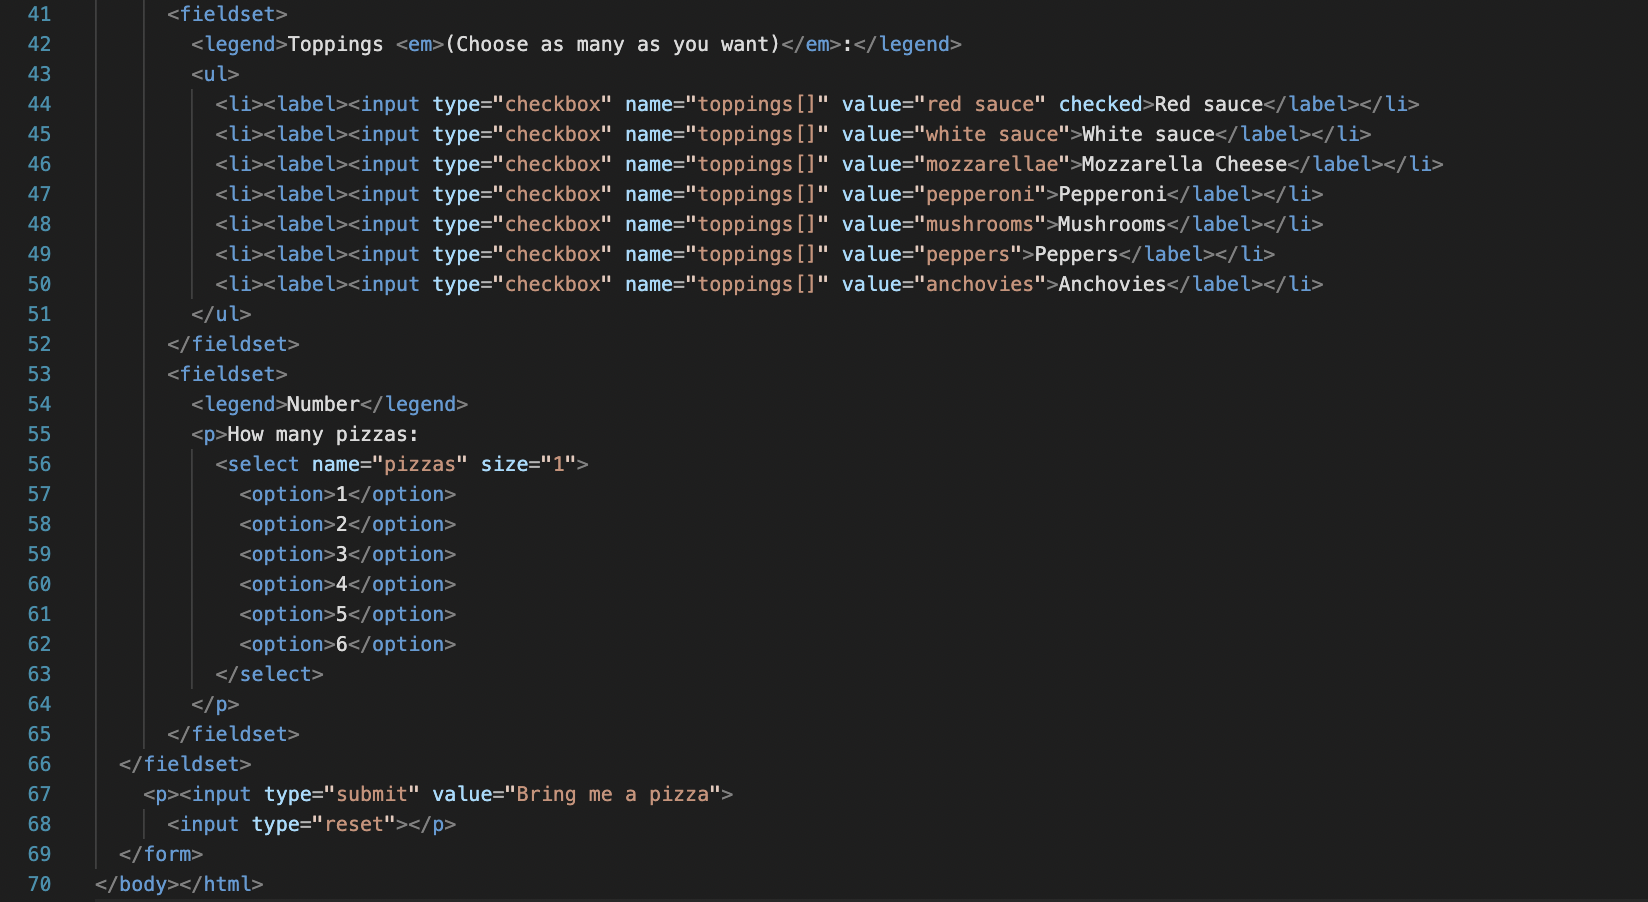 41 <fieldset>
42 <legend>Toppings <em>(Choose as many as you want)</em>:</legend>
43 <ul>
44 <li><label><input type="checkbox" name="toppings[]" value="red sauce" checked>Red sauce</label></li>
45 <li><label><input type="checkbox" name="toppings[]" value="white sauce">White sauce</label></li>
46 <li><label><input type="checkbox" name="toppings[]" value="mozzarellae">Mozzarella Cheese</label></li>
47 <li><label><input type="checkbox" name="toppings[]" value="pepperoni">Pepperoni</label></li>
48 <li><label><input type="checkbox" name="toppings[]" value="mushrooms">Mushrooms</label></li>
49 <li><label><input type="checkbox" name="toppings[]" value="peppers">Peppers</label></li>
50 <li><label><input type="checkbox" name="toppings[]" value="anchovies">Anchovies</label></li>
51 </ul>
52 </fieldset>
53 <fieldset>
54 <legend>Number</legend>
55 <p>How many pizzas:
56 <select name="pizzas" size="1">
57 <option>1</option>
58 <option>2</option>
59 <option>3</option>
60 <option>4</option>
61 <option>5</option>
62 <option>6</option>
63 </select>
64 </p>
65 </fieldset>
66 </fieldset>
67 <p><input type="submit" value="Bring me a pizza">
68 <input type="reset"></p>
69 </form>
70 </body></html>